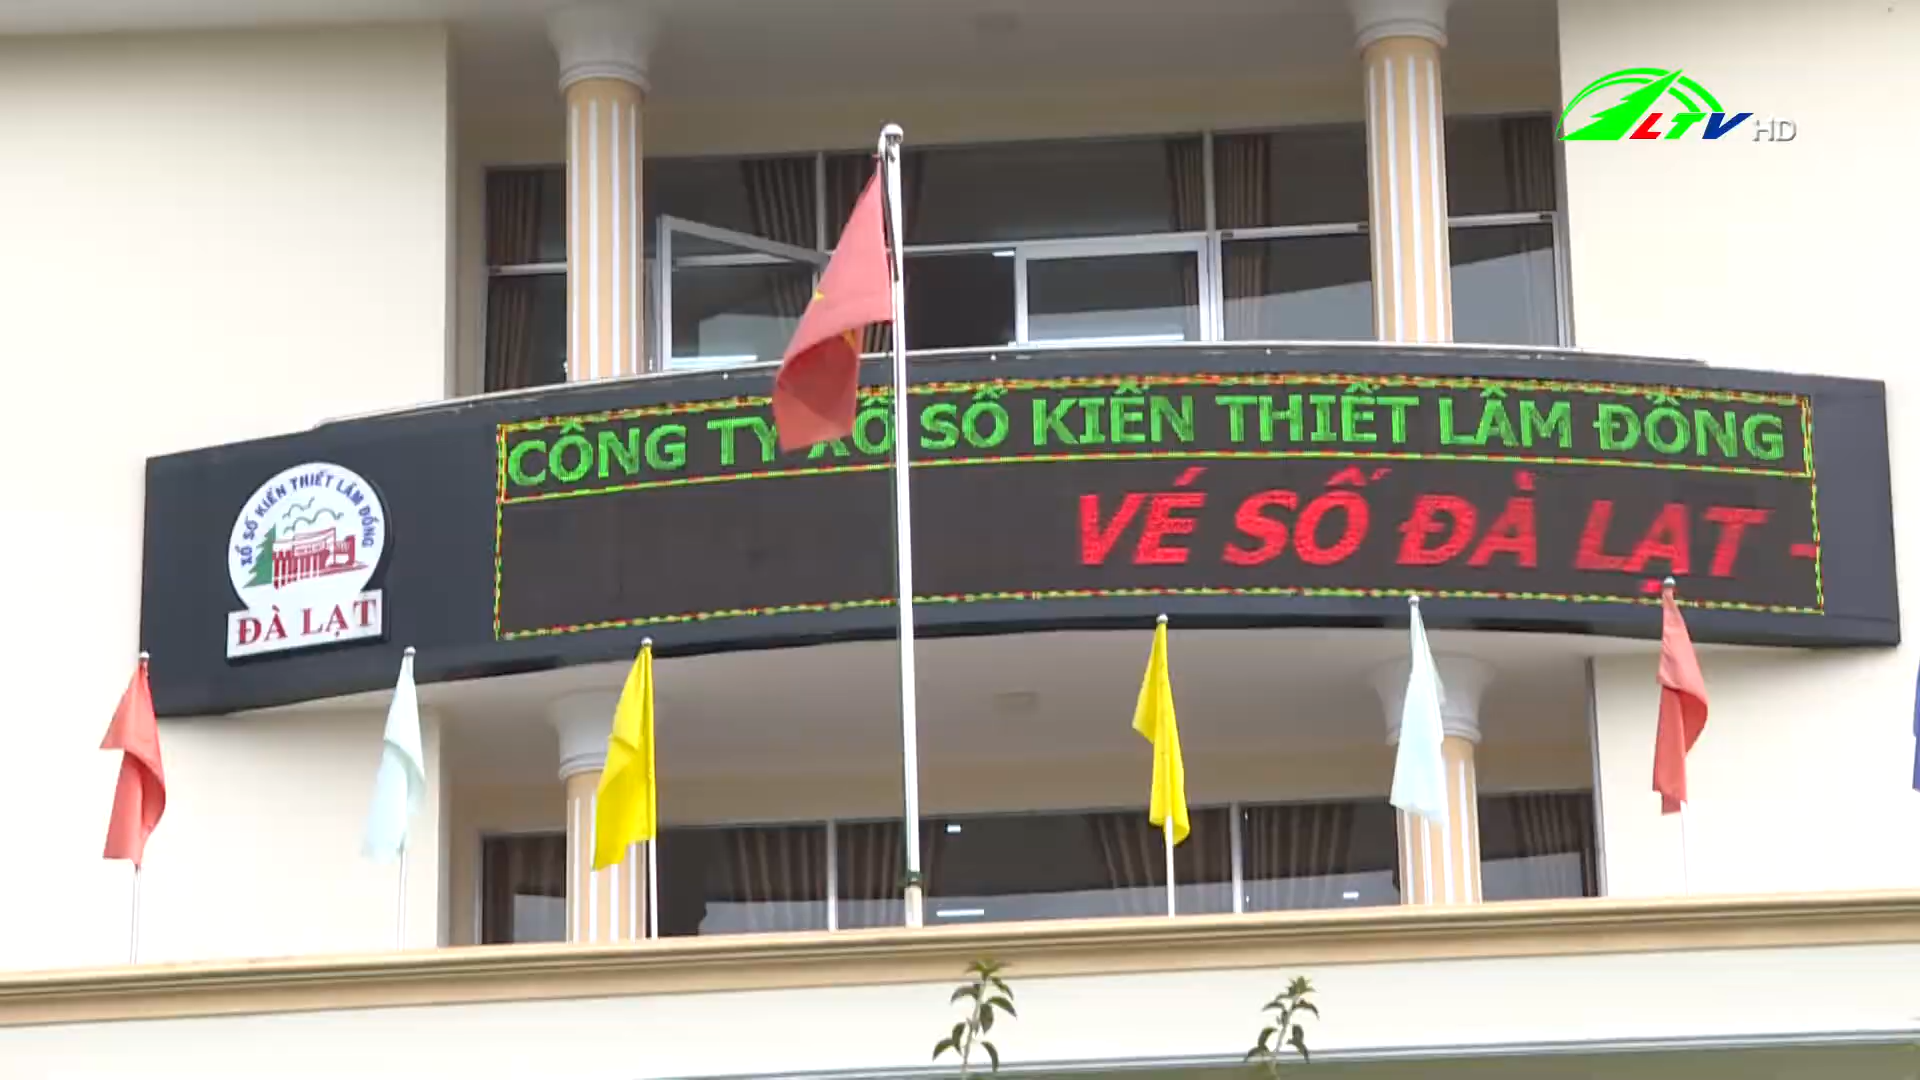 LTV HD
CÔNG TY XỔ SỐ KIẾN THIẾT LÂM ĐỒNG
VÉ SỐ ĐÀ LẠT -
XỔ SỐ KIẾN THIẾT LÂM ĐỒNG
ĐÀ LẠT